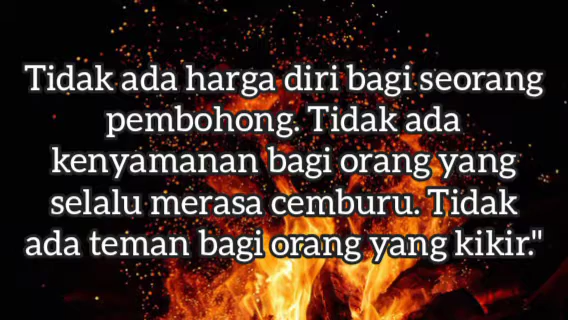 Tidak ada harga diri bagi seorang
pembohong. Tidak ada
kenyamanan bagi orang yang
selalu merasa cemburu. Tidak
ada teman bagi orang yang kikir."